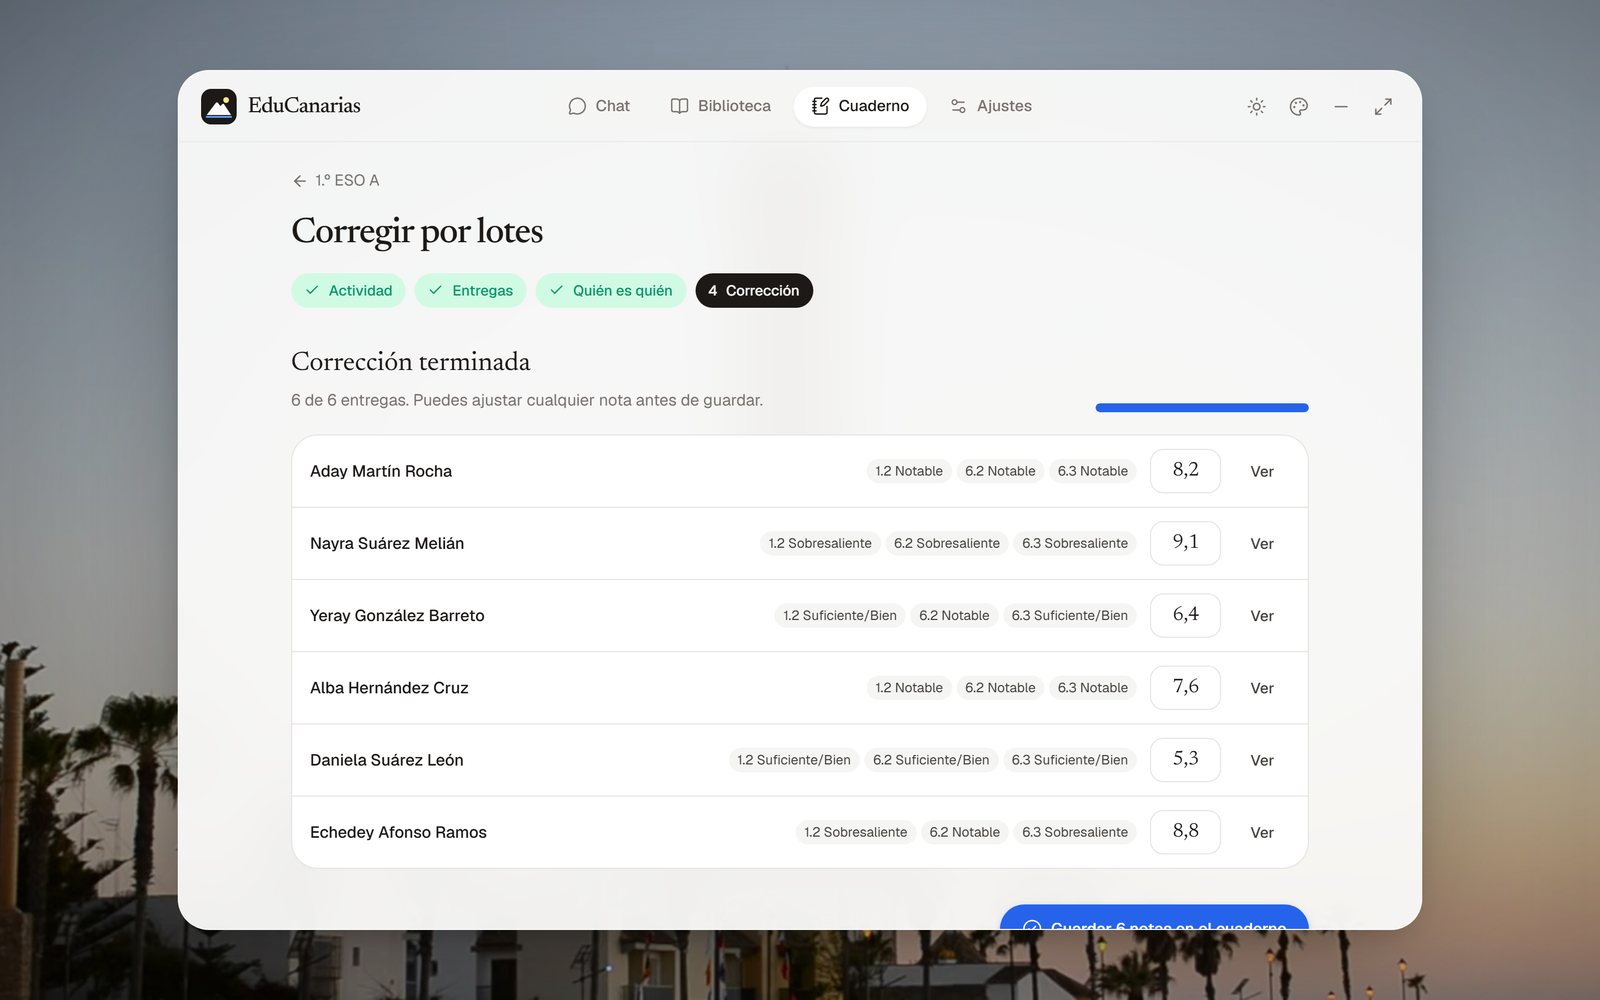 EduCanarias
Chat
Biblioteca
Cuaderno
Ajustes
1.º ESO A
Corregir por lotes
Actividad
Entregas
Quién es quién
4 Corrección
Corrección terminada
6 de 6 entregas. Puedes ajustar cualquier nota antes de guardar.
Aday Martín Rocha 1.2 Notable 6.2 Notable 6.3 Notable 8,2 Ver
Nayra Suárez Melián 1.2 Sobresaliente 6.2 Sobresaliente 6.3 Sobresaliente 9,1 Ver
Yeray González Barreto 1.2 Suficiente/Bien 6.2 Notable 6.3 Suficiente/Bien 6,4 Ver
Alba Hernández Cruz 1.2 Notable 6.2 Notable 6.3 Notable 7,6 Ver
Daniela Suárez León 1.2 Suficiente/Bien 6.2 Suficiente/Bien 6.3 Suficiente/Bien 5,3 Ver
Echedey Afonso Ramos 1.2 Sobresaliente 6.2 Notable 6.3 Sobresaliente 8,8 Ver
Guardar 6 notas en el cuaderno